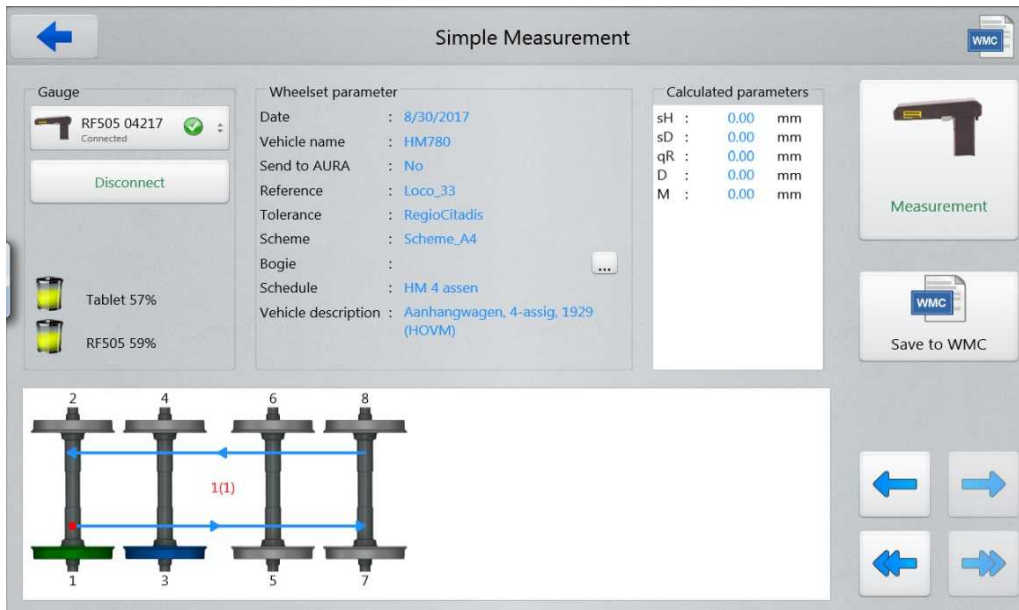 Simple Measurement
WMC
Gauge
RF505 04217
Connected
Disconnect
Tablet 57%
RF505 59%
Wheelset parameter
Date : 8/30/2017
Vehicle name : HM780
Send to AURA : No
Reference : Loco_33
Tolerance : RegioCitadis
Scheme : Scheme_A4
Bogie :
...
Schedule : HM 4 assen
Vehicle description : Aanhangwagen, 4-assig, 1929
(HOVM)
Calculated parameters
sH : 0.00 mm
sD : 0.00 mm
qR : 0.00 mm
D : 0.00 mm
M : 0.00 mm
Measurement
WMC
Save to WMC
2 4 6 8
1(1)
1 3 5 7